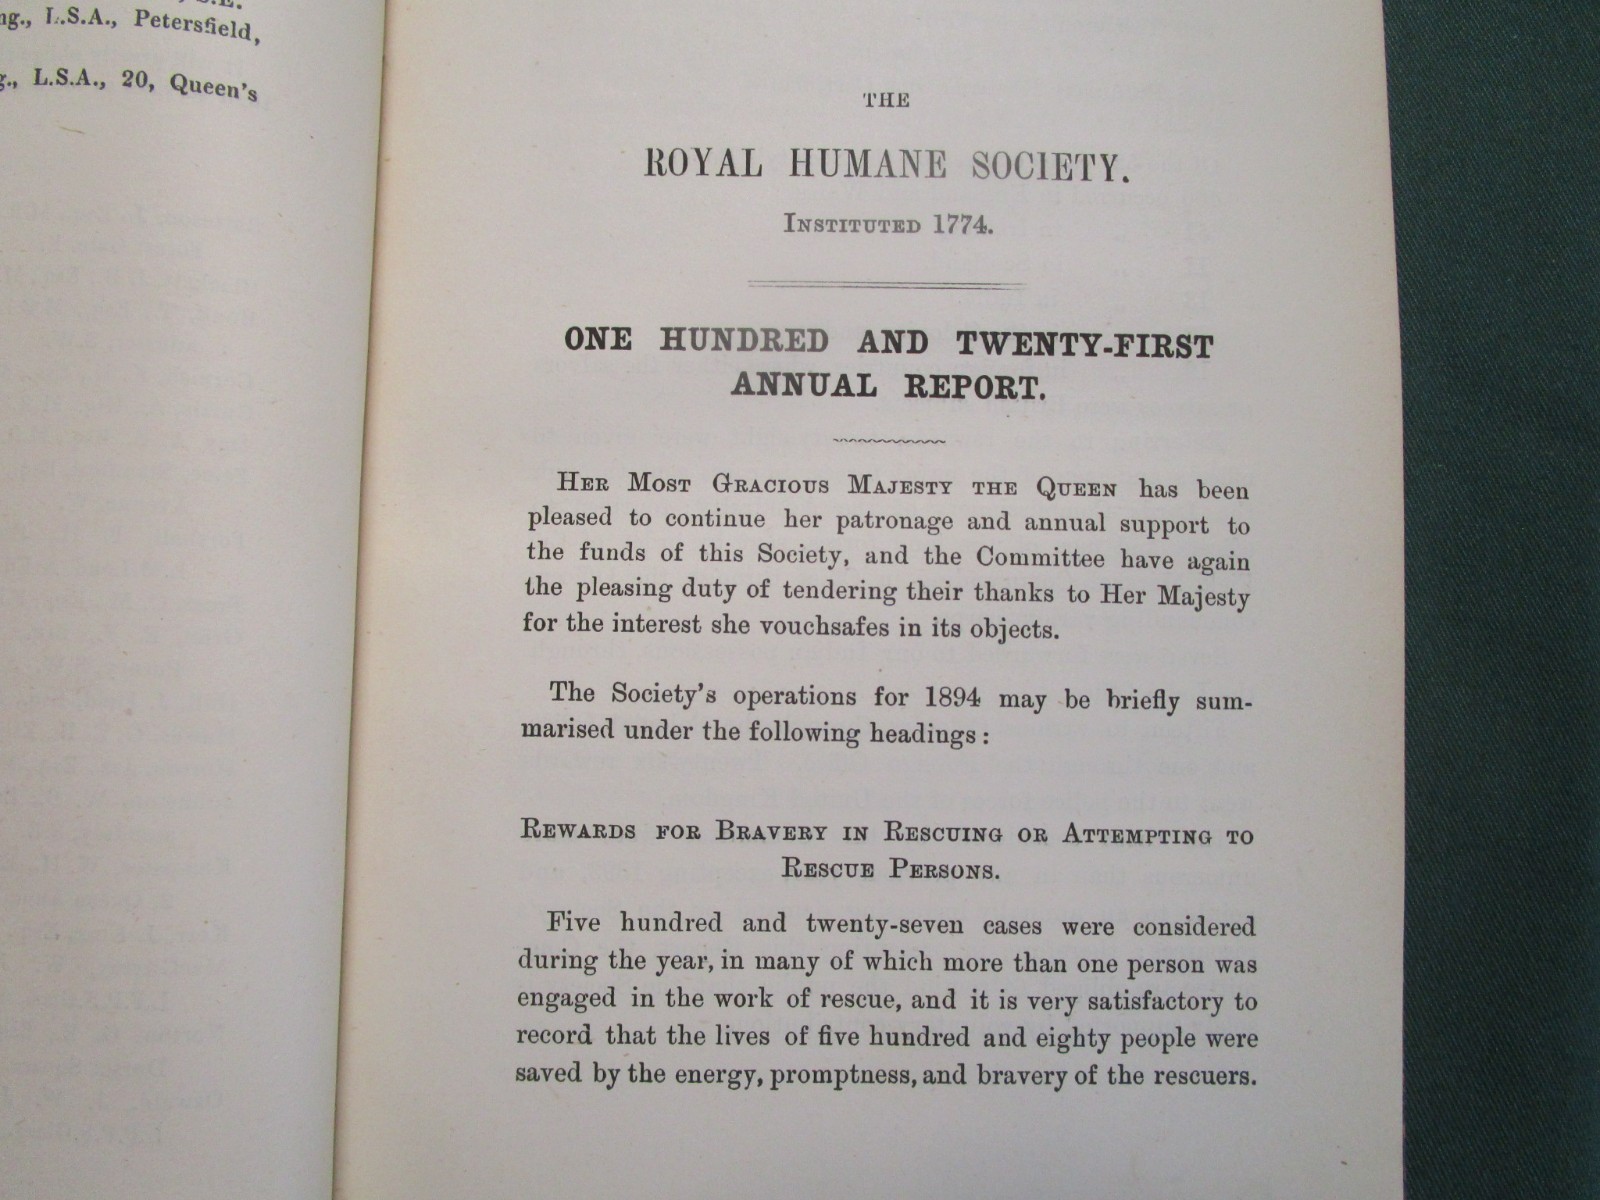 L.S.A., Petersfield,
L.S.A., 20, Queen's
THE
ROYAL HUMANE SOCIETY.
INSTITUTED 1774.
ONE HUNDRED AND TWENTY-FIRST
ANNUAL REPORT.
HER MOST GRACIOUS MAJESTY THE QUEEN has been
pleased to continue her patronage and annual support to
the funds of this Society, and the Committee have again
the pleasing duty of tendering their thanks to Her Majesty
for the interest she vouchsafes in its objects.
The Society's operations for 1894 may be briefly sum-
marised under the following headings:
REWARDS FOR BRAVERY IN RESCUING OR ATTEMPTING TO
RESCUE PERSONS.
Five hundred and twenty-seven cases were considered
during the year, in many of which more than one person was
engaged in the work of rescue, and it is very satisfactory to
record that the lives of five hundred and eighty people were
saved by the energy, promptness, and bravery of the rescuers.